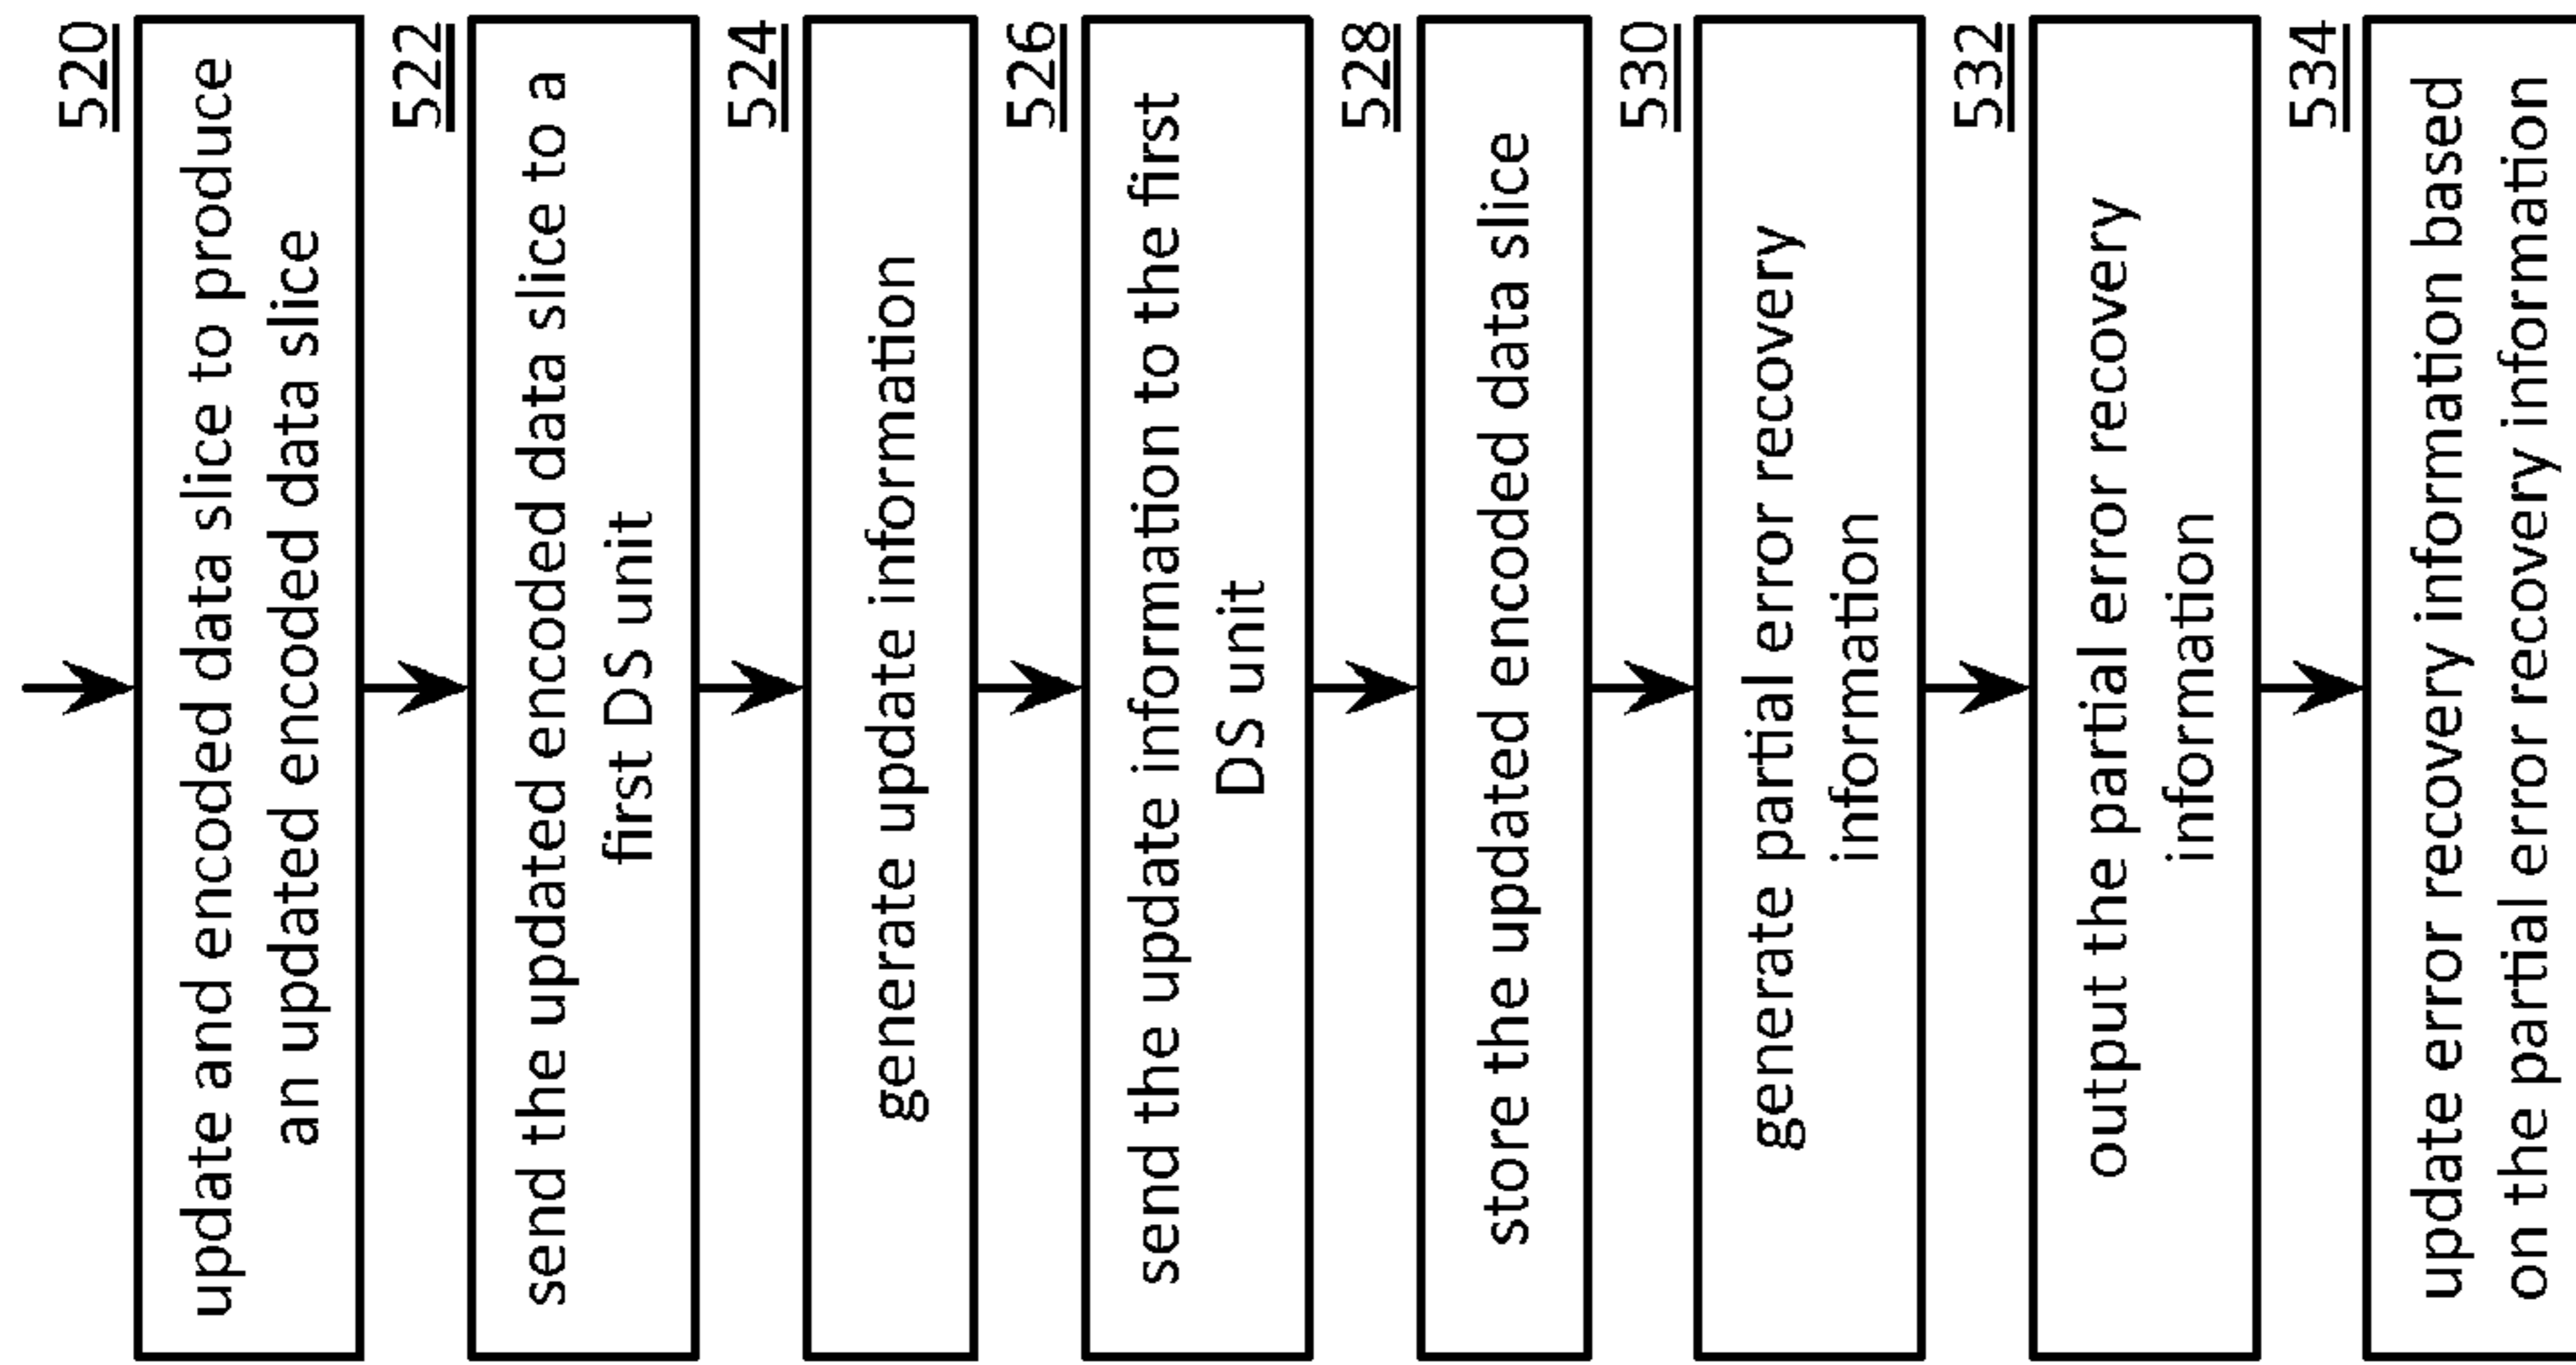 520
update and encoded data slice to produce
an updated encoded data slice
522
send the updated encoded data slice to a
first DS unit
524
generate update information
526
send the update information to the first
DS unit
528
store the updated encoded data slice
530
generate partial error recovery
information
532
output the partial error recovery
information
534
update error recovery information based
on the partial error recovery information